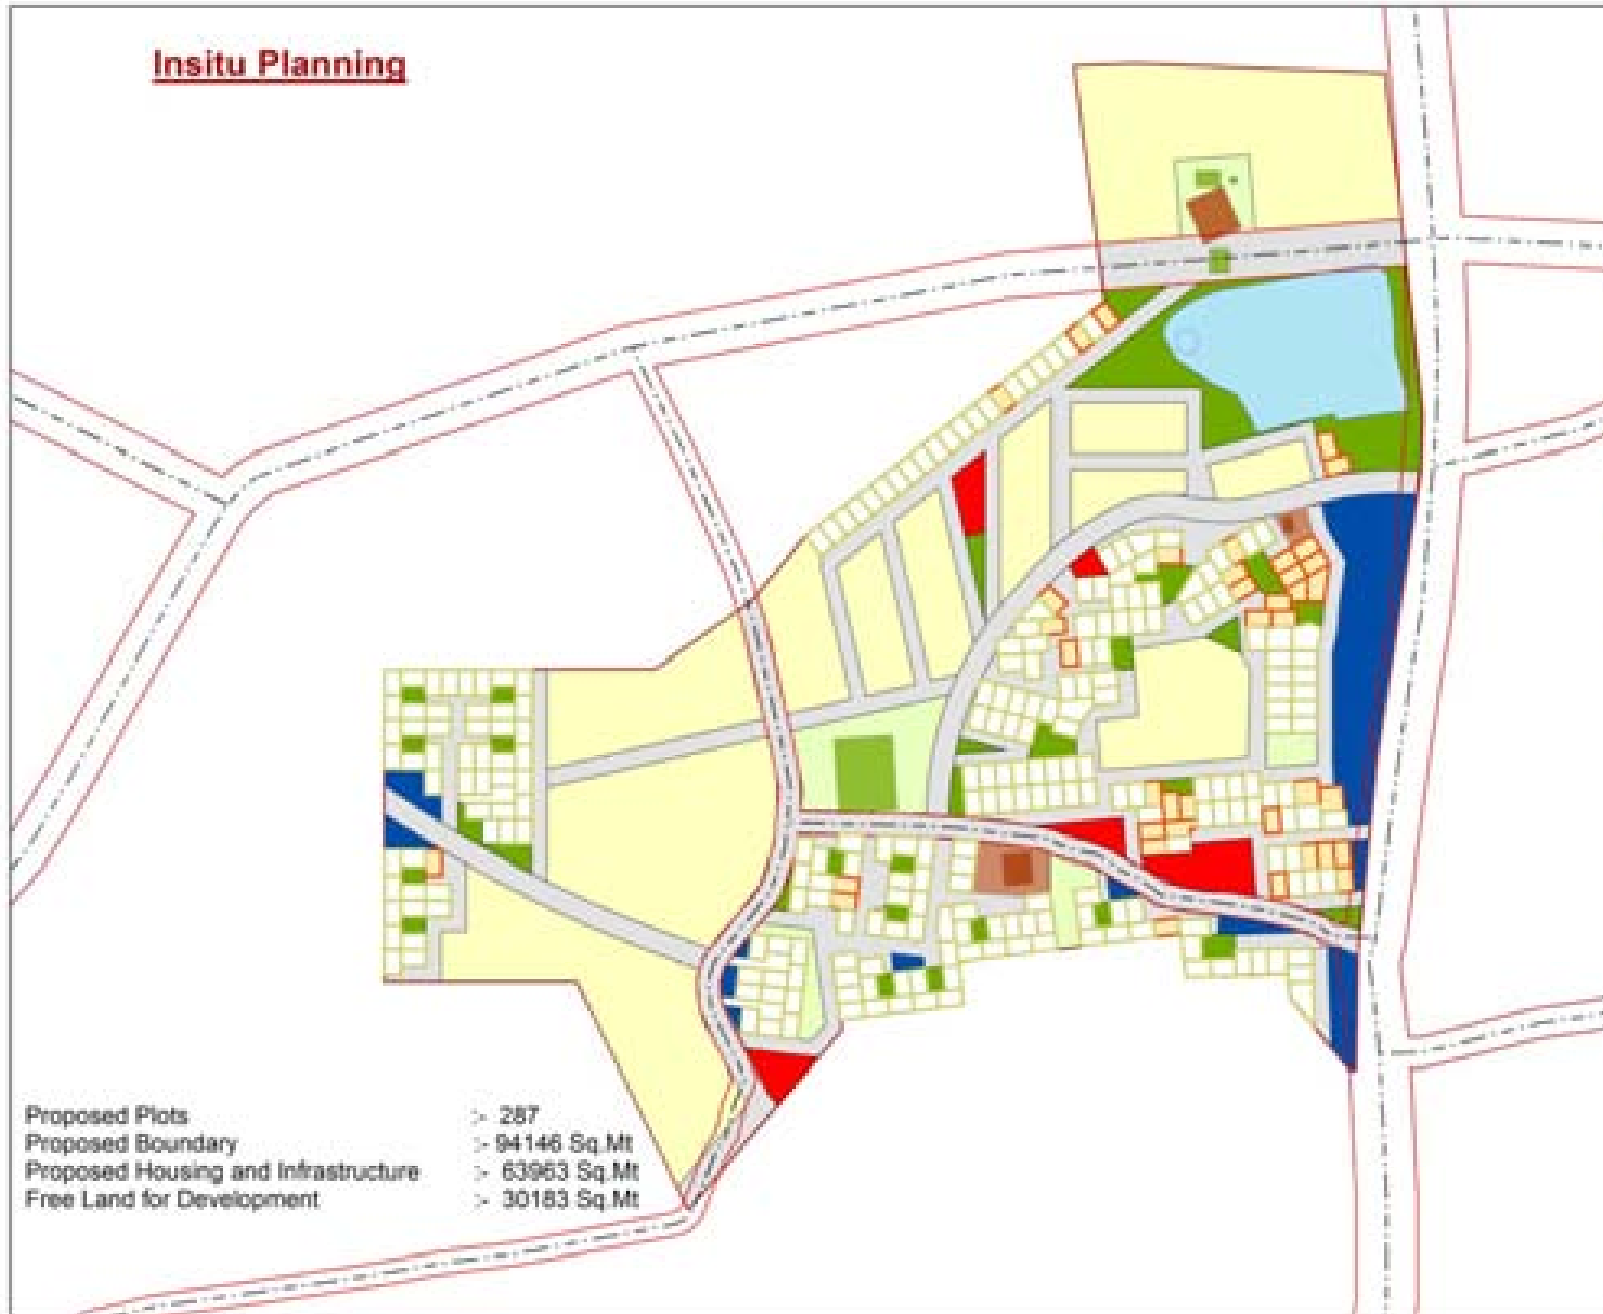 Insitu Planning
Proposed Plots :- 287
Proposed Boundary :- 94146 Sq.Mt
Proposed Housing and Infrastructure :- 63963 Sq.Mt
Free Land for Development :- 30183 Sq.Mt